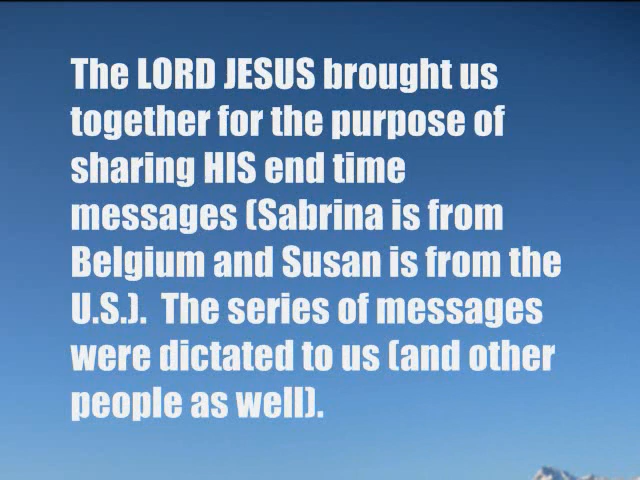 The LORD JESUS brought us
together for the purpose of
sharing HIS end time
messages (Sabrina is from
Belgium and Susan is from the
U.S.).  The series of messages
were dictated to us (and other
people as well).